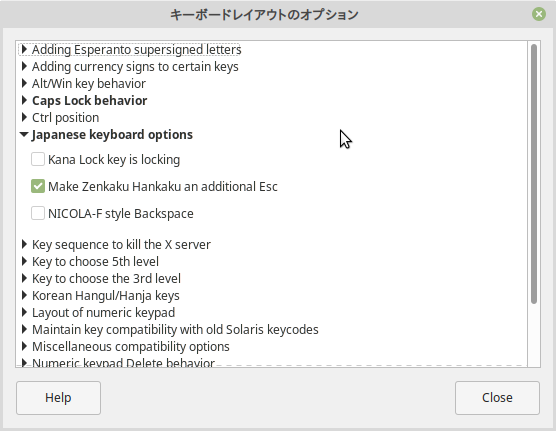 キーボードレイアウトのオプション
Adding Esperanto supersigned letters
Adding currency signs to certain keys
Alt/Win key behavior
Caps Lock behavior
Ctrl position
Japanese keyboard options
Kana Lock key is locking
Make Zenkaku Hankaku an additional Esc
NICOLA-F style Backspace
Key sequence to kill the X server
Key to choose 5th level
Key to choose the 3rd level
Korean Hangul/Hanja keys
Layout of numeric keypad
Maintain key compatibility with old Solaris keycodes
Miscellaneous compatibility options
Numeric keypad Delete behavior
Help
Close